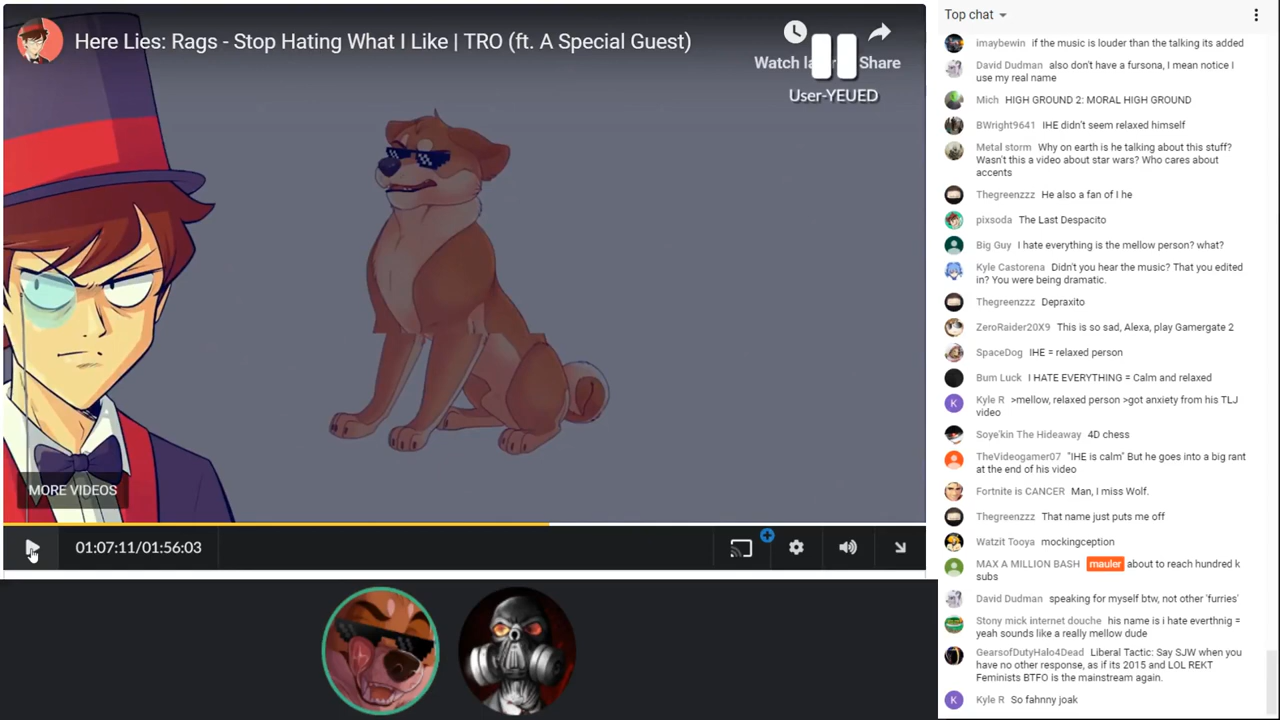 Here Lies: Rags - Stop Hating What I Like | TRO (ft. A Special Guest)
Watch la Share
User-YEUED
MORE VIDEOS
01:07:11/01:56:03
Top chat
imaybewin if the music is louder than the talking its added
David Dudman also don't have a fursona, I mean notice I
use my real name
Mich HIGH GROUND 2: MORAL HIGH GROUND
BWright9641 IHE didn't seem relaxed himself
Metal storm Why on earth is he talking about this stuff?
Wasn't this a video about star wars? Who cares about
accents
Thegreenzzz He also a fan of I he
pixsoda The Last Despacito
Big Guy I hate everything is the mellow person? what?
Kyle Castorena Didn't you hear the music? That you edited
in? You were being dramatic.
Thegreenzzz Depraxito
ZeroRaider20X9 This is so sad, Alexa, play Gamergate 2
SpaceDog IHE = relaxed person
Bum Luck I HATE EVERYTHING = Calm and relaxed
K Kyle R >mellow, relaxed person >got anxiety from his TLJ
video
Soye'kin The Hideaway 4D chess
TheVideogamer07 "IHE is calm" But he goes into a big rant
at the end of his video
Fortnite is CANCER Man, I miss Wolf.
Thegreenzzz That name just puts me off
Watzit Tooya mockingception
MAX A MILLION BASH mauler about to reach hundred k
subs
David Dudman speaking for myself btw, not other 'furries'
Stony mick internet douche his name is i hate everthnig =
yeah sounds like a really mellow dude
GearsofDutyHalo4Dead Liberal Tactic: Say SJW when you
have no other response, as if its 2015 and LOL REKT
Feminists BTFO is the mainstream again.
K Kyle R So fahnny joak